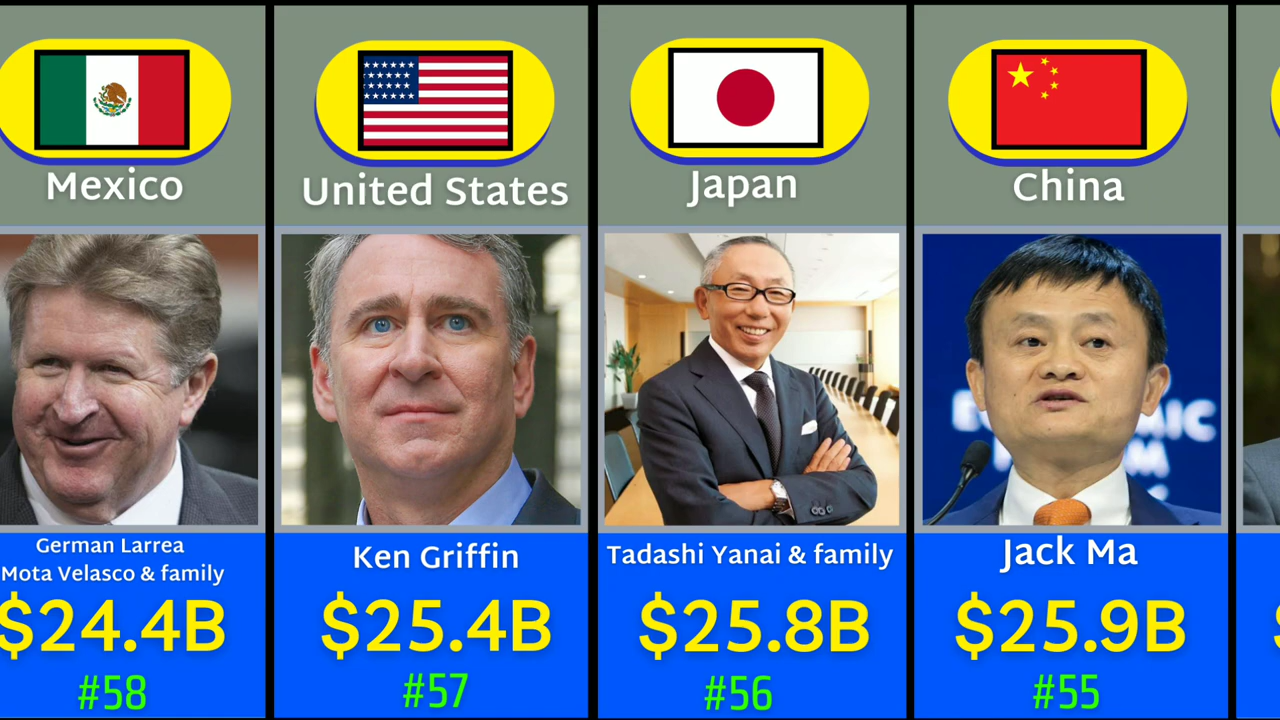 Mexico
German Larrea
Mota Velasco & family
$24.4B
#58
United States
Ken Griffin
$25.4B
#57
Japan
Tadashi Yanai & family
$25.8B
#56
China
Jack Ma
$25.9B
#55